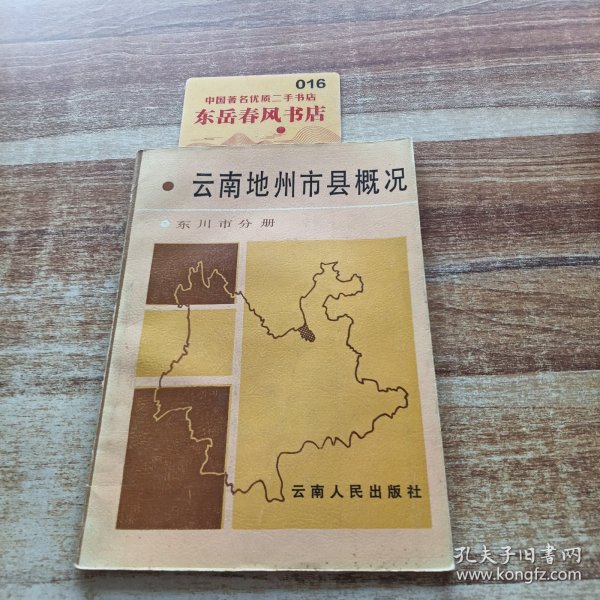 016
中国著名优质二手书店
东岳春风书店
云南地州市县概况
东川市分册
云南人民出版社
孔夫子旧书网
www.kongfz.com